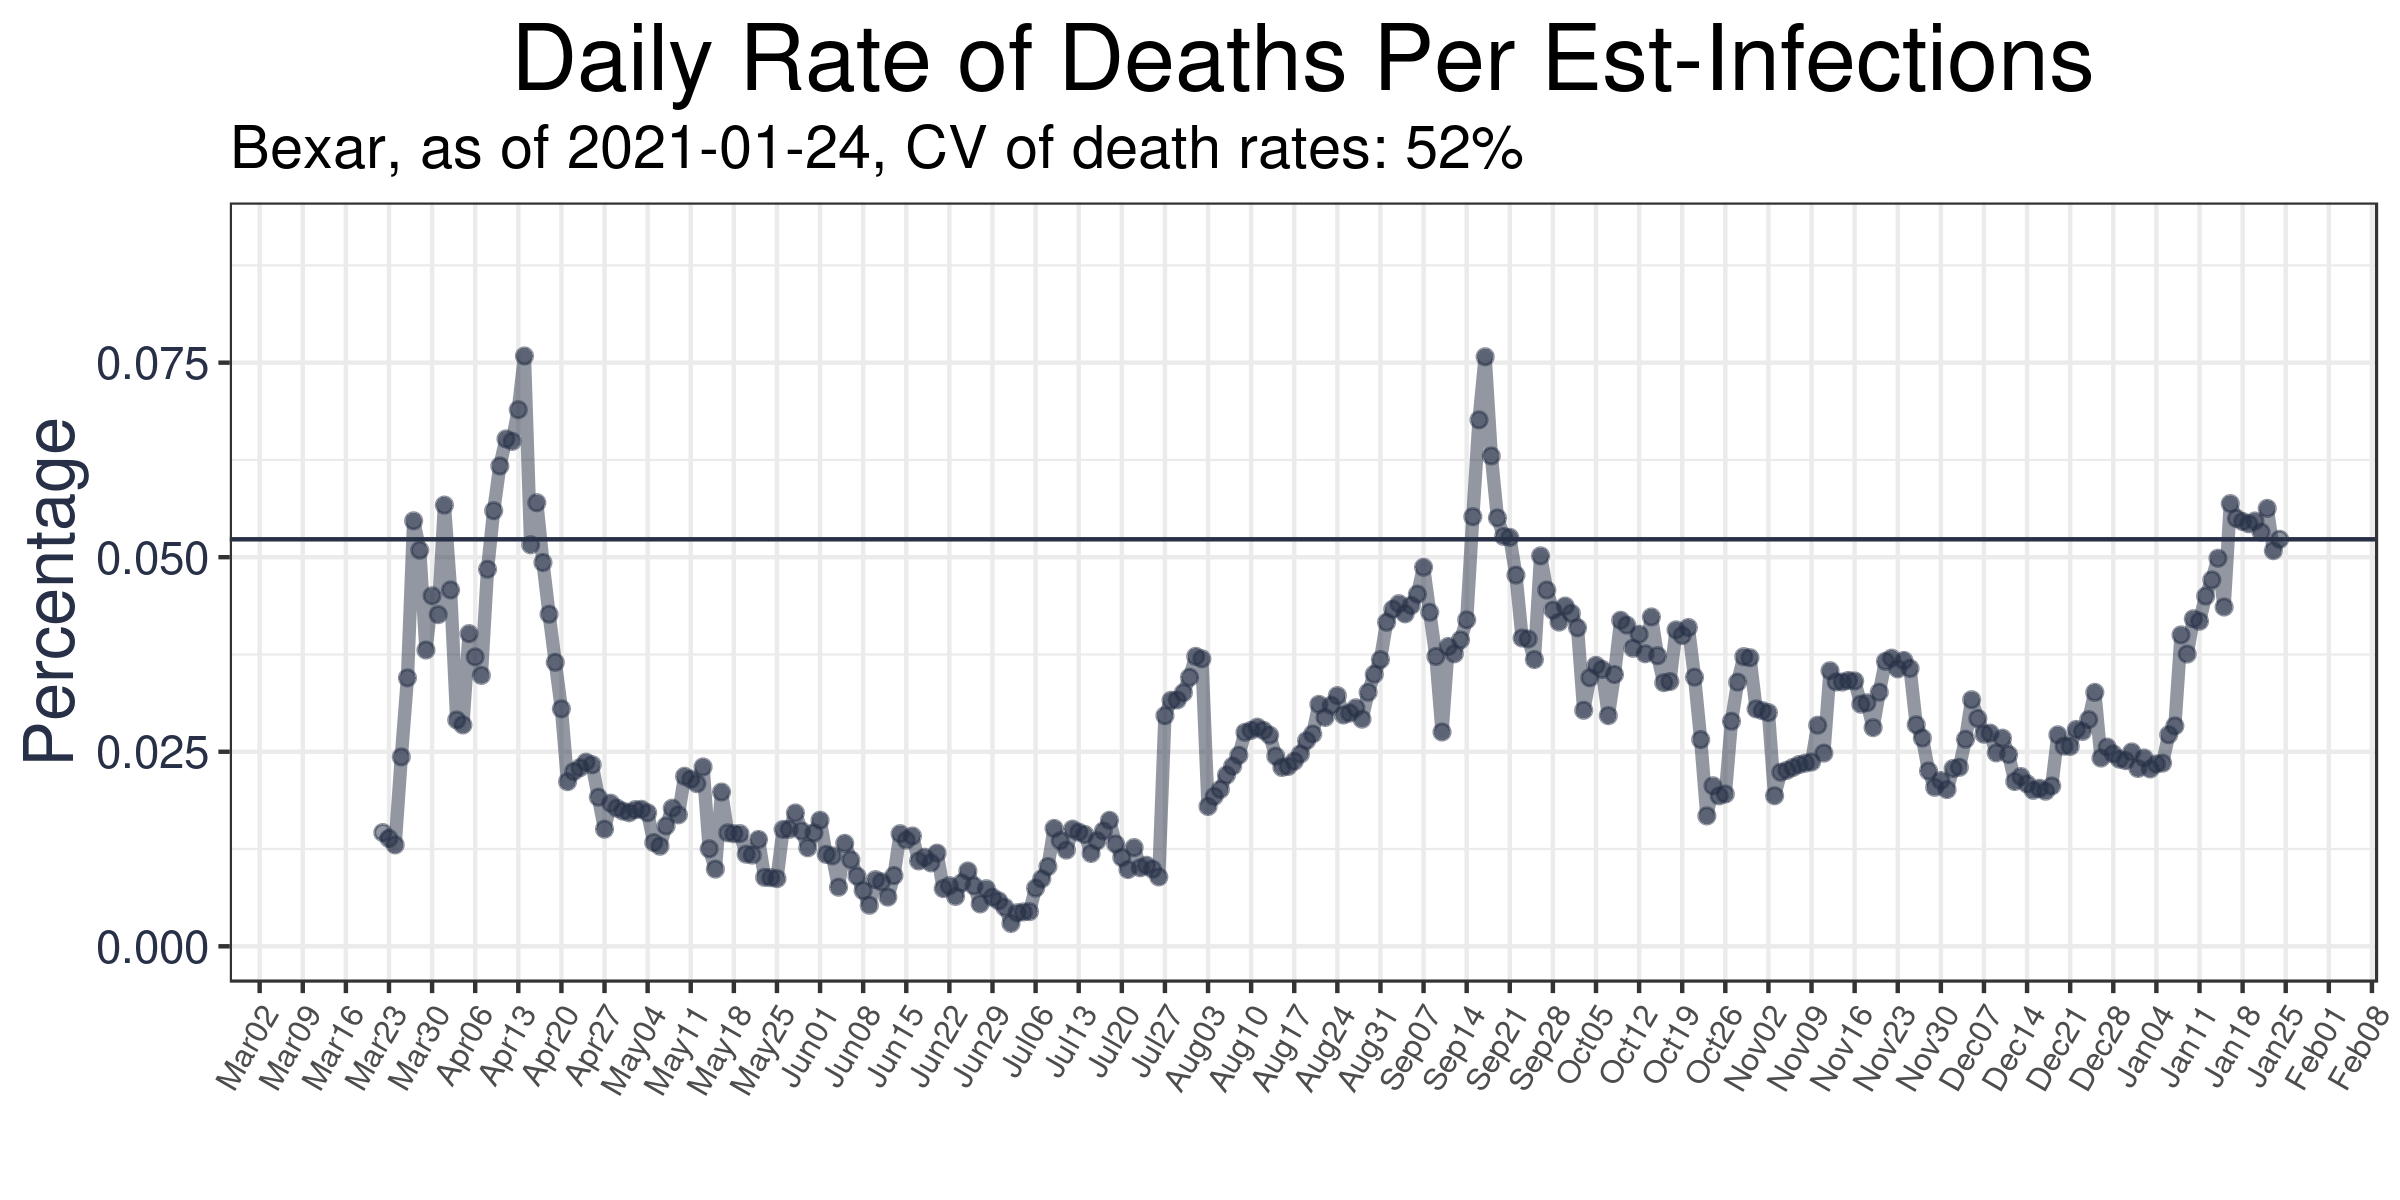 Daily Rate of Deaths Per Est-Infections
Bexar, as of 2021-01-24, CV of death rates: 52%
Percentage
0.075
0.050
0.025
0.000
Mar02 Mar09 Mar16 Mar23 Mar30 Apr06 Apr13 Apr20 Apr27 May04 May11 May18 May25 Jun01 Jun08 Jun15 Jun22 Jun29 Jul06 Jul13 Jul20 Jul27 Aug03 Aug10 Aug17 Aug24 Aug31 Sep07 Sep14 Sep21 Sep28 Oct05 Oct12 Oct19 Oct26 Nov02 Nov09 Nov16 Nov23 Nov30 Dec07 Dec14 Dec21 Dec28 Jan04 Jan11 Jan18 Jan25 Feb01 Feb08